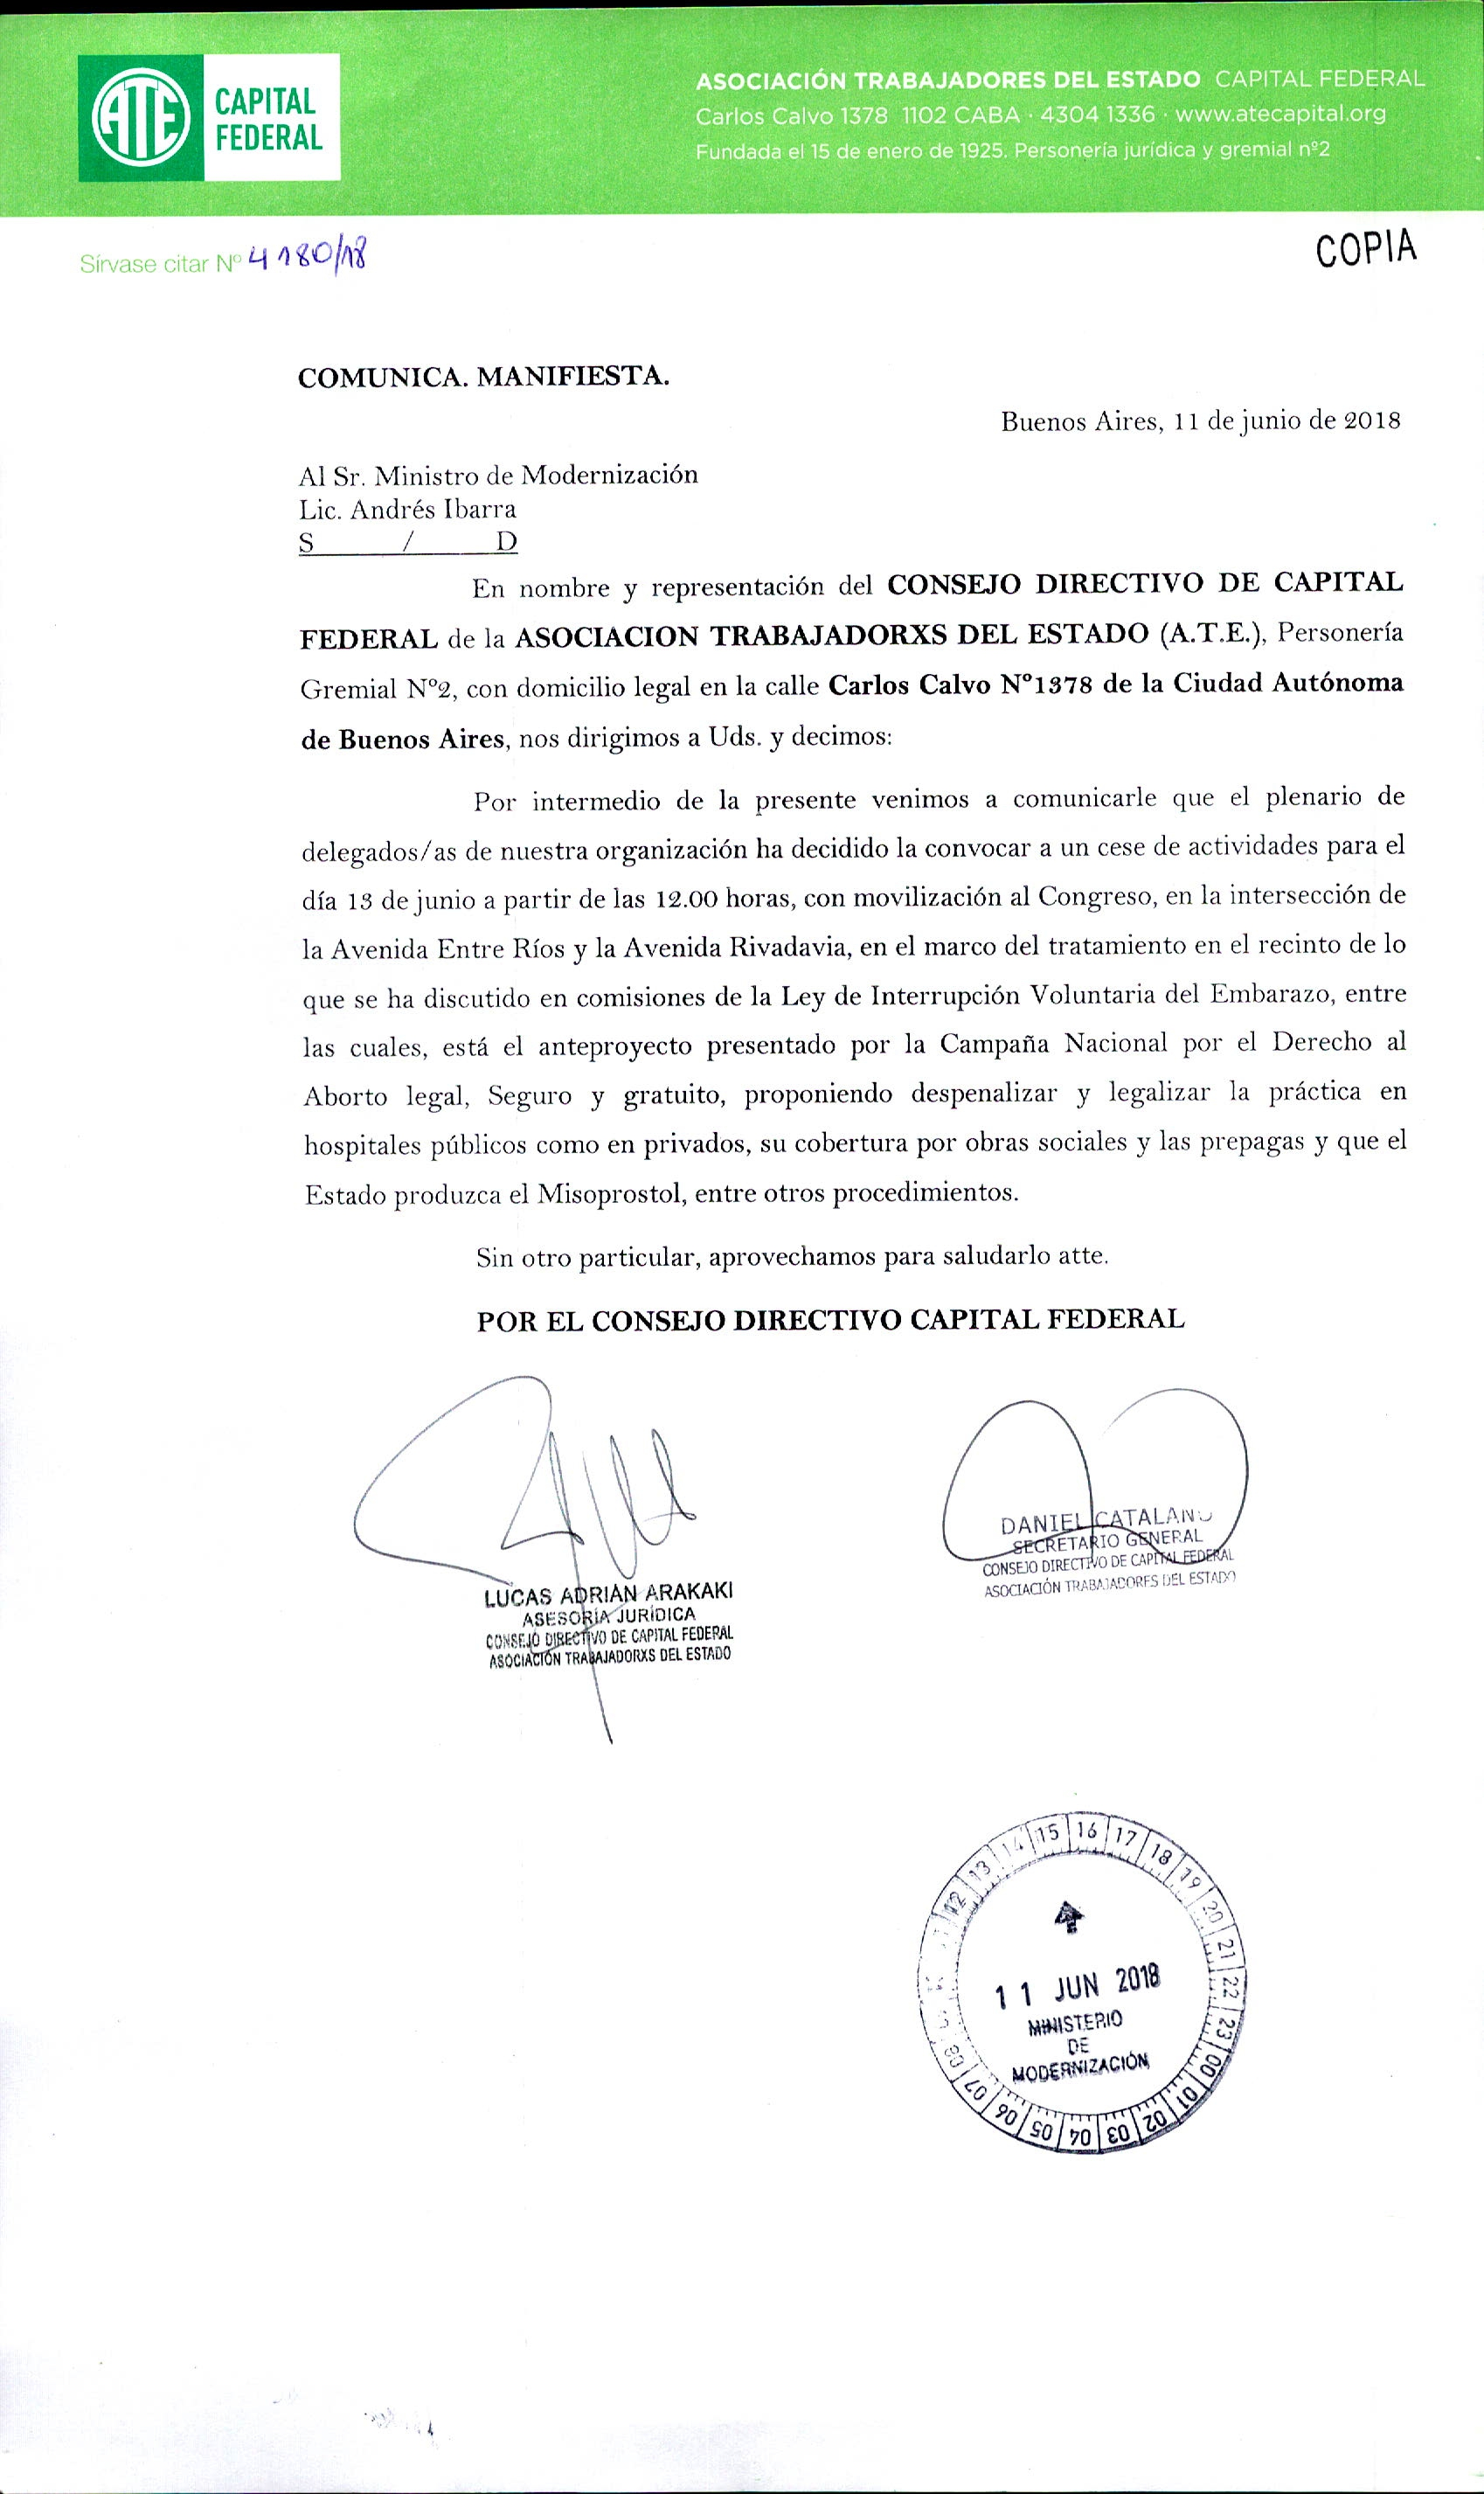 ATE CAPITAL
FEDERAL
ASOCIACIÓN TRABAJADORES DEL ESTADO CAPITAL FEDERAL
Carlos Calvo 1378 1102 CABA · 4304 1336 · www.atecapital.org
Fundada el 15 de enero de 1925. Personería jurídica y gremial nº2
Sírvase citar Nº 4180/18
COPIA
COMUNICA. MANIFIESTA.
Buenos Aires, 11 de junio de 2018
Al Sr. Ministro de Modernización
Lic. Andrés Ibarra
S / D
En nombre y representación del CONSEJO DIRECTIVO DE CAPITAL
FEDERAL de la ASOCIACION TRABAJADORXS DEL ESTADO (A.T.E.), Personería
Gremial Nº2, con domicilio legal en la calle Carlos Calvo Nº1378 de la Ciudad Autónoma
de Buenos Aires, nos dirigimos a Uds. y decimos:
Por intermedio de la presente venimos a comunicarle que el plenario de
delegados/as de nuestra organización ha decidido la convocar a un cese de actividades para el
día 13 de junio a partir de las 12.00 horas, con movilización al Congreso, en la intersección de
la Avenida Entre Ríos y la Avenida Rivadavia, en el marco del tratamiento en el recinto de lo
que se ha discutido en comisiones de la Ley de Interrupción Voluntaria del Embarazo, entre
las cuales, está el anteproyecto presentado por la Campaña Nacional por el Derecho al
Aborto legal, Seguro y gratuito, proponiendo despenalizar y legalizar la práctica en
hospitales públicos como en privados, su cobertura por obras sociales y las prepagas y que el
Estado produzca el Misoprostol, entre otros procedimientos.
Sin otro particular, aprovechamos para saludarlo atte.
POR EL CONSEJO DIRECTIVO CAPITAL FEDERAL
LUCAS ADRIAN ARAKAKI
ASESORÍA JURÍDICA
CONSEJO DIRECTIVO DE CAPITAL FEDERAL
ASOCIACIÓN TRABAJADORXS DEL ESTADO
DANIEL CATALANO
SECRETARIO GENERAL
CONSEJO DIRECTIVO DE CAPITAL FEDERAL
ASOCIACIÓN TRABAJADORES DEL ESTADO
12 13 14 15 16 17 18 19 20 21 22 23 00 01 02 03 04 05 06 07 08
11 JUN 2018
MINISTERIO
DE
MODERNIZACIÓN